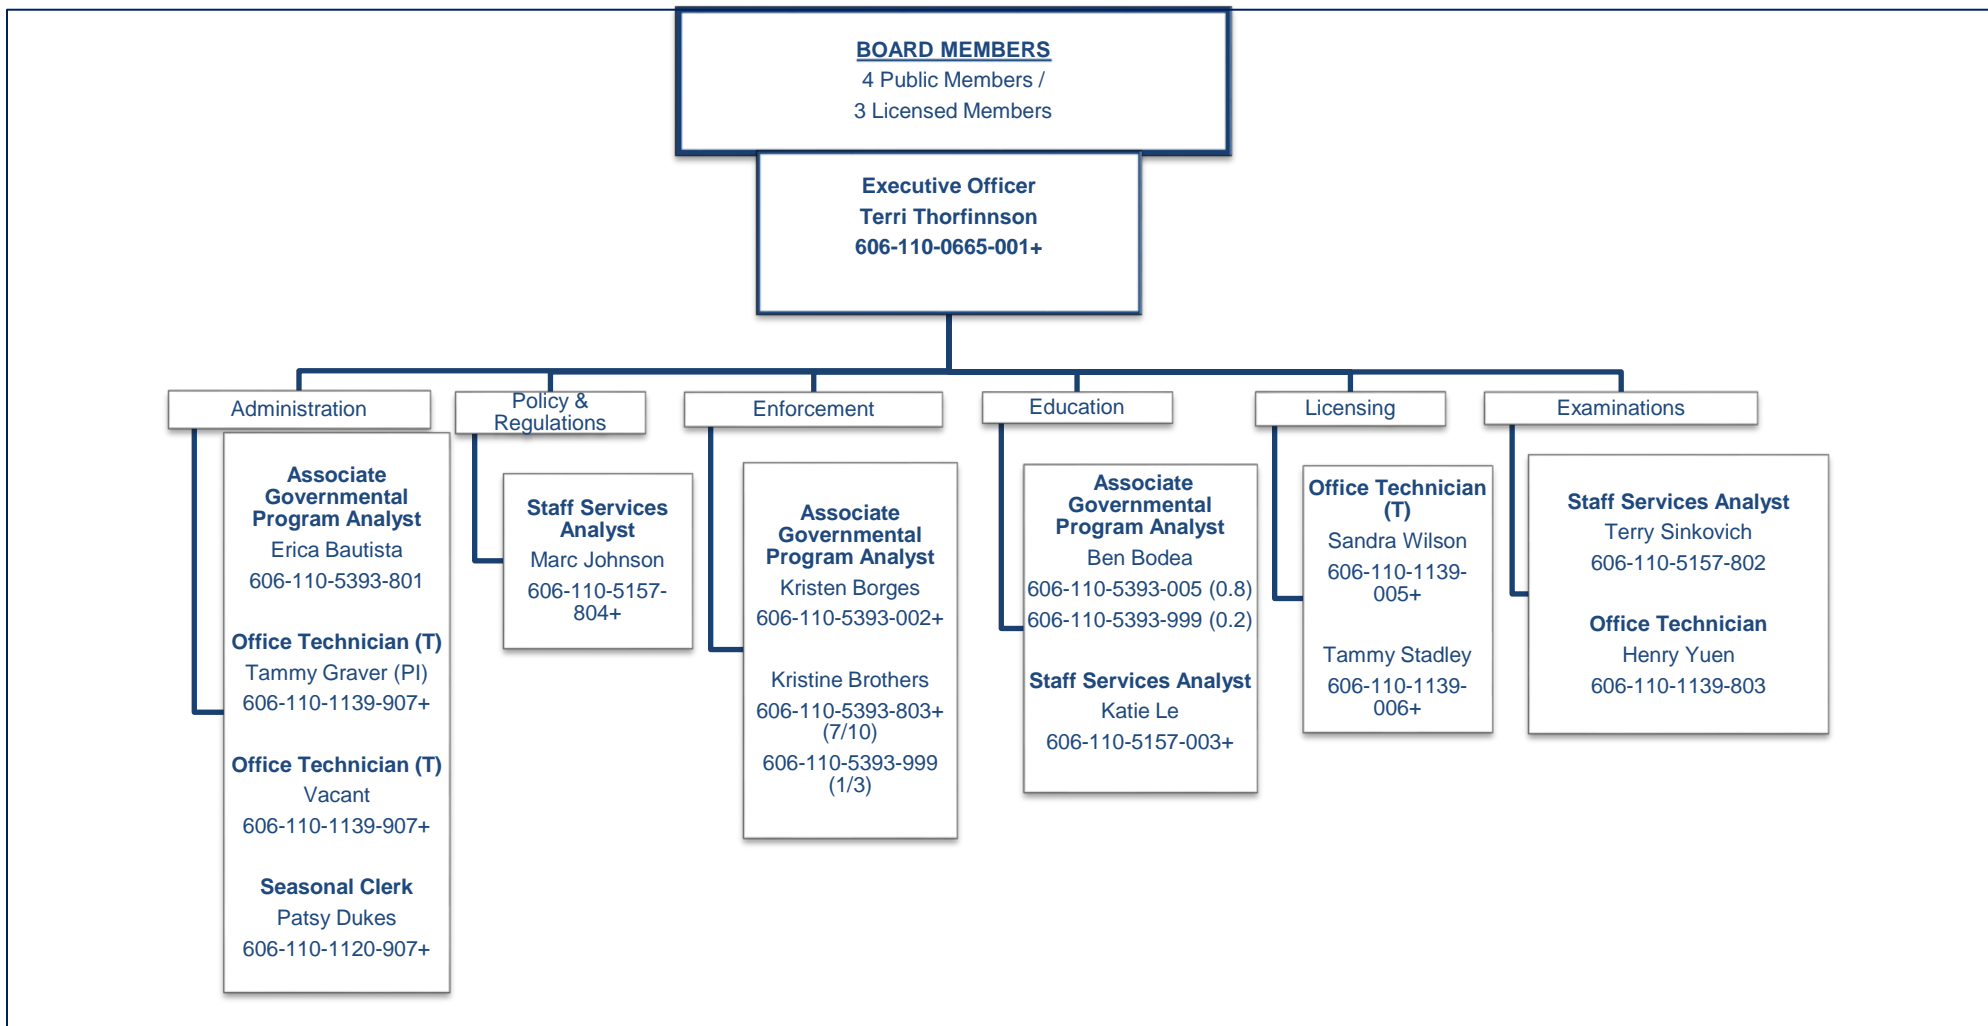 BOARD MEMBERS
4 Public Members /
3 Licensed Members
Executive Officer
Terri Thorfinnson
606-110-0665-001+
Administration
Associate
Governmental
Program Analyst
Erica Bautista
606-110-5393-801
Office Technician (T)
Tammy Graver (PI)
606-110-1139-907+
Office Technician (T)
Vacant
606-110-1139-907+
Seasonal Clerk
Patsy Dukes
606-110-1120-907+
Policy &
Regulations
Staff Services
Analyst
Marc Johnson
606-110-5157-
804+
Enforcement
Associate
Governmental
Program Analyst
Kristen Borges
606-110-5393-002+
Kristine Brothers
606-110-5393-803+
(7/10)
606-110-5393-999
(1/3)
Education
Associate
Governmental
Program Analyst
Ben Bodea
606-110-5393-005 (0.8)
606-110-5393-999 (0.2)
Staff Services Analyst
Katie Le
606-110-5157-003+
Licensing
Office Technician
(T)
Sandra Wilson
606-110-1139-
005+
Tammy Stadley
606-110-1139-
006+
Examinations
Staff Services Analyst
Terry Sinkovich
606-110-5157-802
Office Technician
Henry Yuen
606-110-1139-803